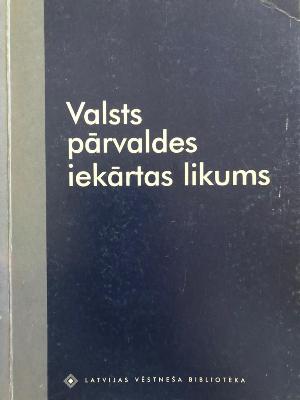 Valsts
pārvaldes
iekārtas likums
LATVIJAS VĒSTNEŠA BIBLIOTEKA